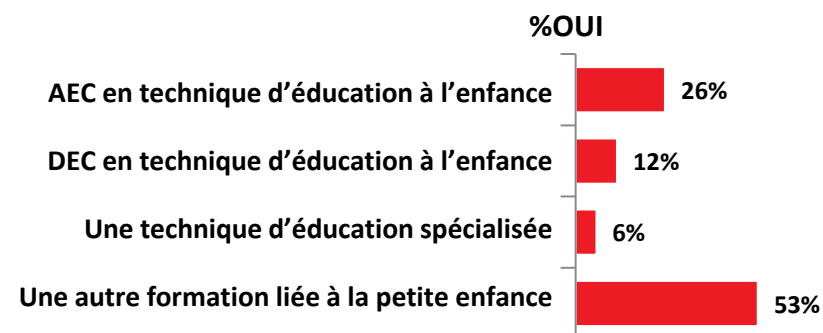 %OUI
AEC en technique d’éducation à l’enfance 26%
DEC en technique d’éducation à l’enfance 12%
Une technique d’éducation spécialisée 6%
Une autre formation liée à la petite enfance 53%